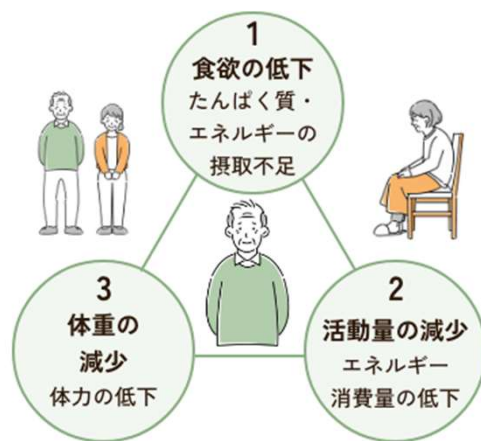 1
食欲の低下
たんぱく質・
エネルギーの
摂取不足
2
活動量の減少
エネルギー
消費量の低下
3
体重の
減少
体力の低下